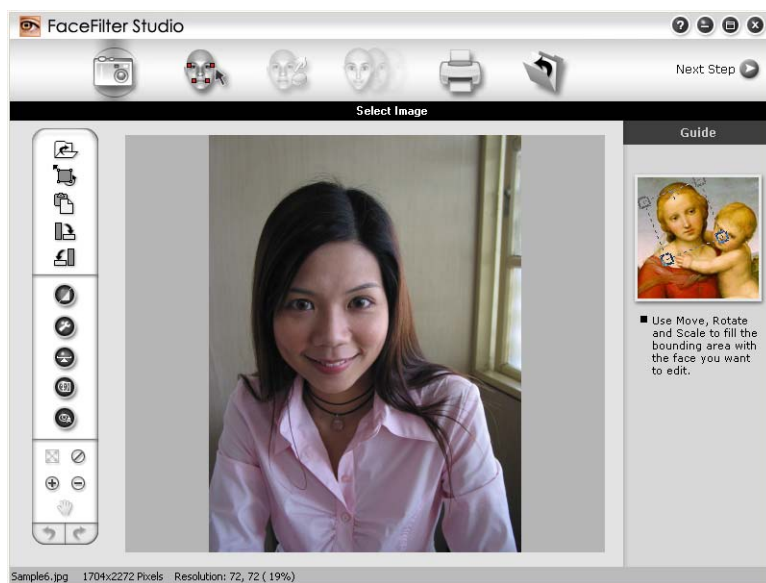 FaceFilter Studio
Next Step
Select Image
Guide
Use Move, Rotate
and Scale to fill the
bounding area with
the face you want
to edit.
Sample6.jpg 1704x2272 Pixels Resolution: 72, 72 ( 19%)